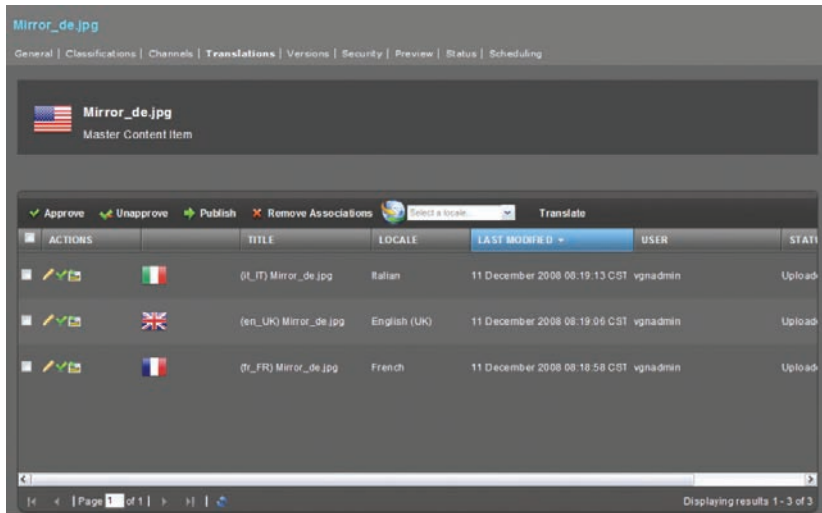 Mirror_de.jpg
General | Classifications | Channels | Translations | Versions | Security | Preview | Status | Scheduling
Mirror_de.jpg
Master Content Item
Approve Unapprove Publish Remove Associations Select a locale... Translate
ACTIONS TITLE LOCALE LAST MODIFIED USER STATU
(it_IT) Mirror_de.jpg Italian 11 December 2008 08:19:13 CST vgnadmin Upload
(en_UK) Mirror_de.jpg English (UK) 11 December 2008 08:19:06 CST vgnadmin Upload
(fr_FR) Mirror_de.jpg French 11 December 2008 08:18:58 CST vgnadmin Upload
| Page 1 of 1 | | Displaying results 1 - 3 of 3